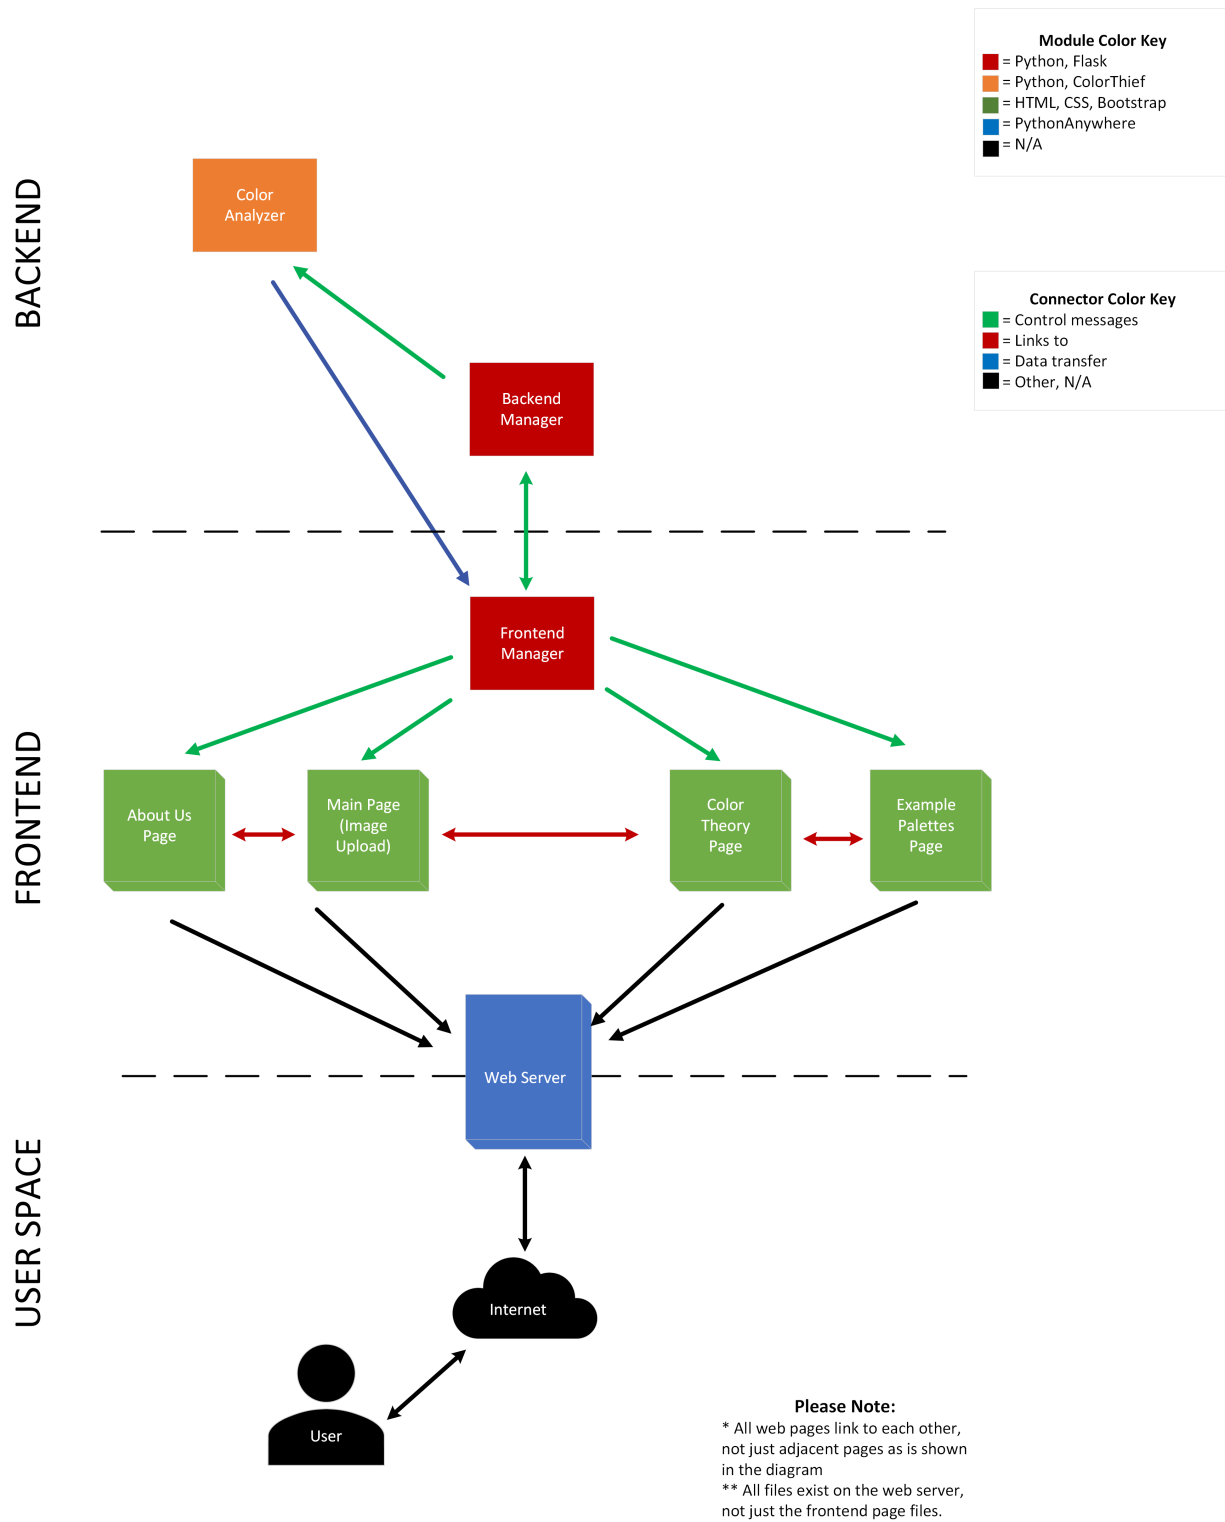 Module Color Key
= Python, Flask
= Python, ColorThief
= HTML, CSS, Bootstrap
= PythonAnywhere
= N/A
BACKEND
Color
Analyzer
Connector Color Key
= Control messages
= Links to
= Data transfer
= Other, N/A
Backend
Manager
Frontend
Manager
FRONTEND
About Us
Page
Main Page
(Image
Upload)
Color
Theory
Page
Example
Palettes
Page
Web Server
USER SPACE
Internet
User
Please Note:
* All web pages link to each other,
not just adjacent pages as is shown
in the diagram
** All files exist on the web server,
not just the frontend page files.